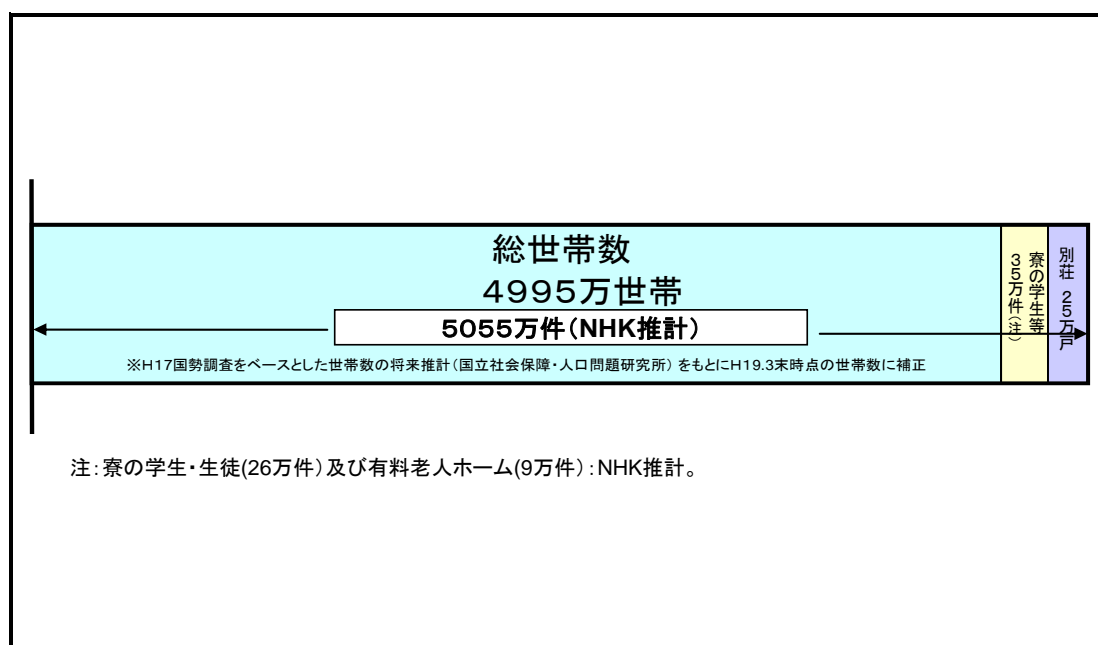 総世帯数
4995万世帯
5055万件(NHK推計)
※H17国勢調査をベースとした世帯数の将来推計(国立社会保障・人口問題研究所)をもとにH19.3末時点の世帯数に補正
寮の学生等
35万件(注)
別荘 25万戸
注:寮の学生・生徒(26万件)及び有料老人ホーム(9万件):NHK推計。